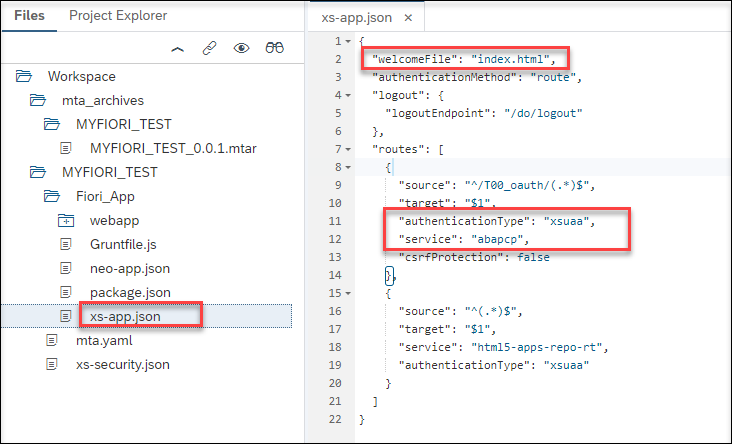 Files Project Explorer
Workspace
mta_archives
MYFIORI_TEST
MYFIORI_TEST_0.0.1.mtar
MYFIORI_TEST
Fiori_App
webapp
Gruntfile.js
neo-app.json
package.json
xs-app.json
mta.yaml
xs-security.json
xs-app.json ×
1 {
2 "welcomeFile": "index.html",
3 "authenticationMethod": "route",
4 "logout": {
5 "logoutEndpoint": "/do/logout"
6 },
7 "routes": [
8 {
9 "source": "^/T00_oauth/(.*)$",
10 "target": "$1",
11 "authenticationType": "xsuaa",
12 "service": "abapcp",
13 "csrfProtection": false
14 },
15 {
16 "source": "^(.*)$",
17 "target": "$1",
18 "service": "html5-apps-repo-rt",
19 "authenticationType": "xsuaa"
20 }
21 ]
22 }